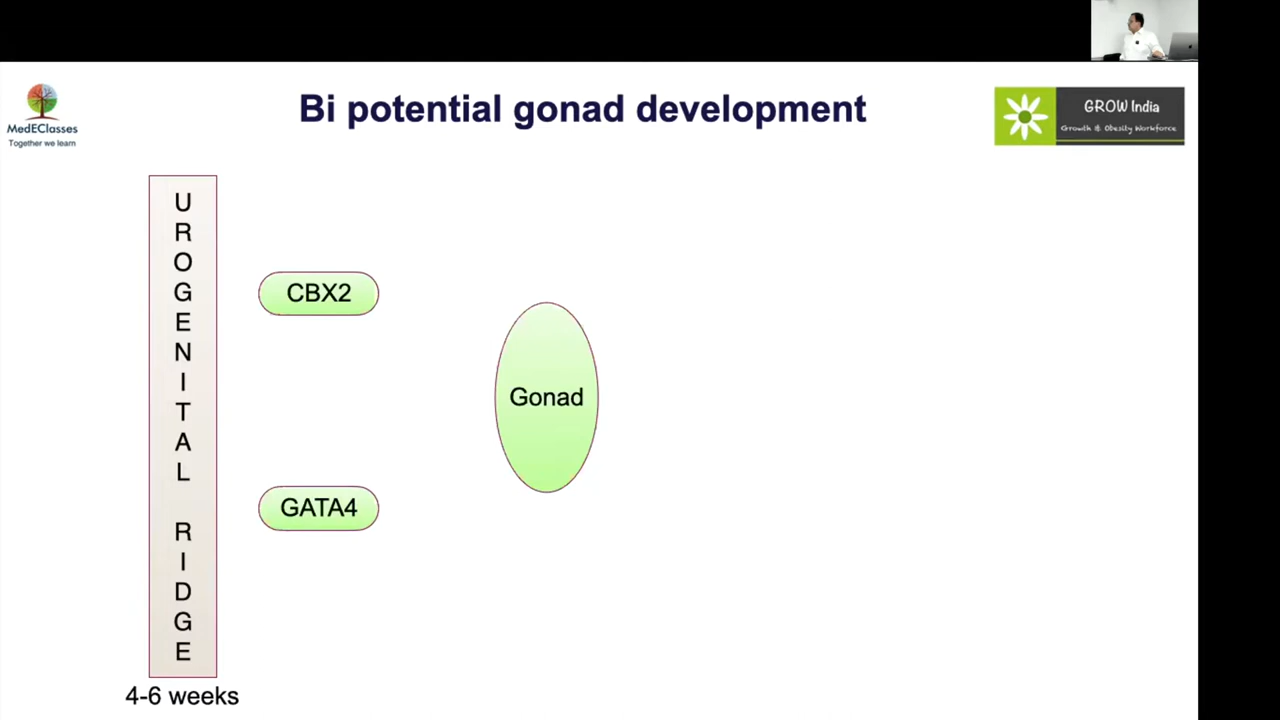 Bi potential gonad development
MedEClasses
Together we learn
GROW India
Growth & Obesity Workforce
U
R
O
G
E
N
I
T
A
L
R
I
D
G
E
CBX2
Gonad
GATA4
4-6 weeks